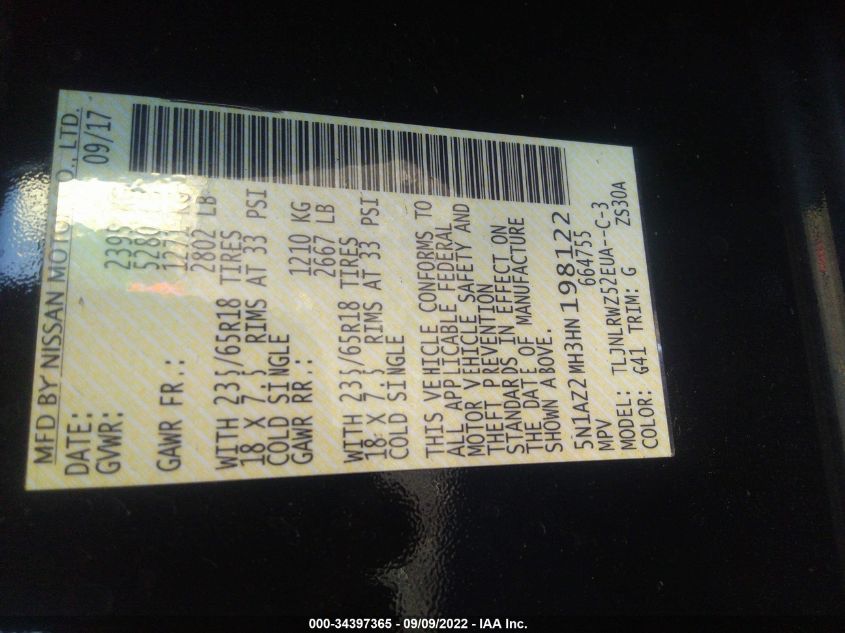 MFD BY NISSAN MOTOR CO., LTD.
DATE: 09/17
GVWR:
GAWR FR.:
2802 LB
WITH 235/65R18 TIRES
18 X 7.5 RIMS AT 33 PSI
COLD SINGLE
GAWR RR.: 1210 KG
2667 LB
WITH 235/65R18 TIRES
18 X 7.5 RIMS AT 33 PSI
COLD SINGLE
THIS VEHICLE CONFORMS TO
ALL APPLICABLE FEDERAL
MOTOR VEHICLE SAFETY AND
THEFT PREVENTION
STANDARDS IN EFFECT ON
THE DATE OF MANUFACTURE
SHOWN ABOVE.
5N1AZ2MH3HN198122
MPV 664755
MODEL: TLJNLRWZ52EUA--C-3
COLOR: G41 TRIM: G ZS30A
000-34397365 - 09/09/2022 - IAA Inc.